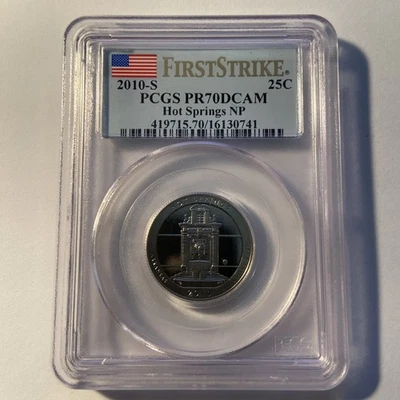 FIRSTSTRIKE®
2010-S 25C
PCGS PR70DCAM
Hot Springs NP
419715.70/16130741